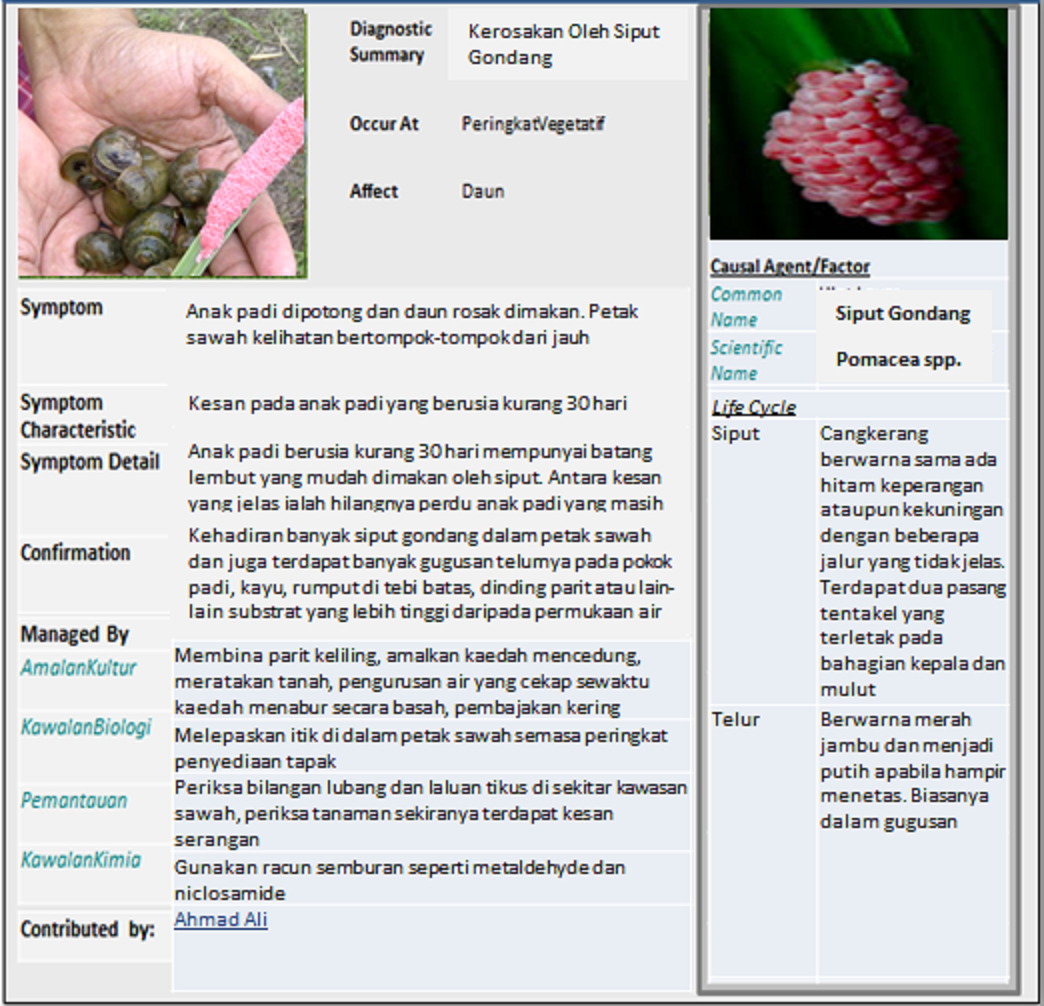 Diagnostic
Summary
Kerosakan Oleh Siput
Gondang
Occur At
PeringkatVegetatif
Affect
Daun
Symptom
Anak padi dipotong dan daun rosak dimakan. Petak
sawah kelihatan bertompok-tompok dari jauh
Symptom
Characteristic
Kesan pada anak padi yang berusia kurang 30 hari
Symptom Detail
Anak padi berusia kurang 30 hari mempunyai batang
lembut yang mudah dimakan oleh siput. Antara kesan
yang jelas ialah hilangnya perdu anak padi yang masih
Confirmation
Kehadiran banyak siput gondang dalam petak sawah
dan juga terdapat banyak gugusan telurnya pada pokok
padi, kayu, rumput di tebi batas, dinding parit atau lain-
lain substrat yang lebih tinggi daripada permukaan air
Managed By
AmalanKultur
Membina parit keliling, amalkan kaedah mencedung,
meratakan tanah, pengurusan air yang cekap sewaktu
kaedah menabur secara basah, pembajakan kering
KawalanBiologi
Melepaskan itik di dalam petak sawah semasa peringkat
penyediaan tapak
Pemantauan
Periksa bilangan lubang dan laluan tikus di sekitar kawasan
sawah, periksa tanaman sekiranya terdapat kesan
serangan
KawalanKimia
Gunakan racun semburan seperti metaldehyde dan
niclosamide
Contributed by:
Ahmad Ali
Causal Agent/Factor
Common
Name
Siput Gondang
Scientific
Name
Pomacea spp.
Life Cycle
Siput
Cangkerang
berwarna sama ada
hitam keperangan
ataupun kekuningan
dengan beberapa
jalur yang tidak jelas.
Terdapat dua pasang
tentakel yang
terletak pada
bahagian kepala dan
mulut
Telur
Berwarna merah
jambu dan menjadi
putih apabila hampir
menetas. Biasanya
dalam gugusan